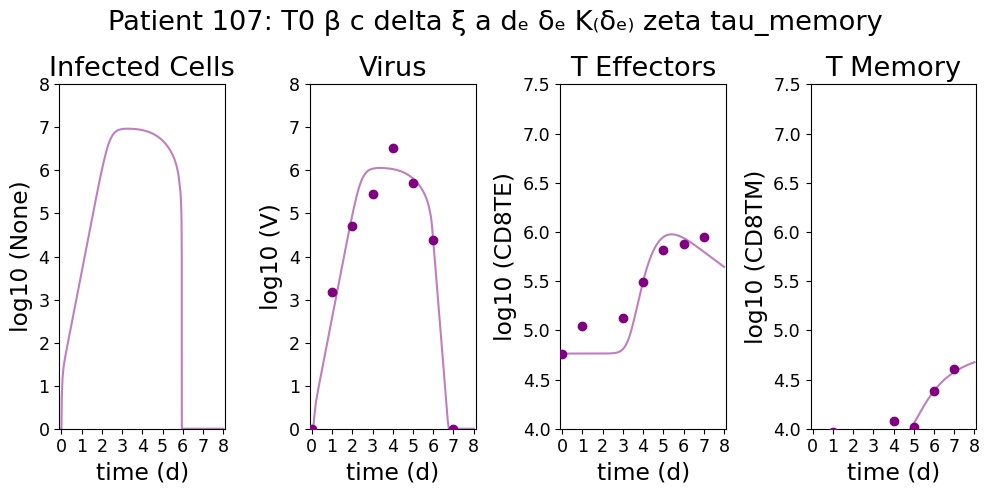 Patient 107: T0 β c delta ξ a dₑ δₑ K₍δₑ₎ zeta tau_memory
Infected Cells
Virus
T Effectors
T Memory
log10 (None)
8
7
6
5
4
3
2
1
0
0 1 2 3 4 5 6 7 8
time (d)
log10 (V)
8
7
6
5
4
3
2
1
0
0 1 2 3 4 5 6 7 8
time (d)
log10 (CD8TE)
7.5
7.0
6.5
6.0
5.5
5.0
4.5
4.0
0 1 2 3 4 5 6 7 8
time (d)
log10 (CD8TM)
7.5
7.0
6.5
6.0
5.5
5.0
4.5
4.0
0 1 2 3 4 5 6 7 8
time (d)